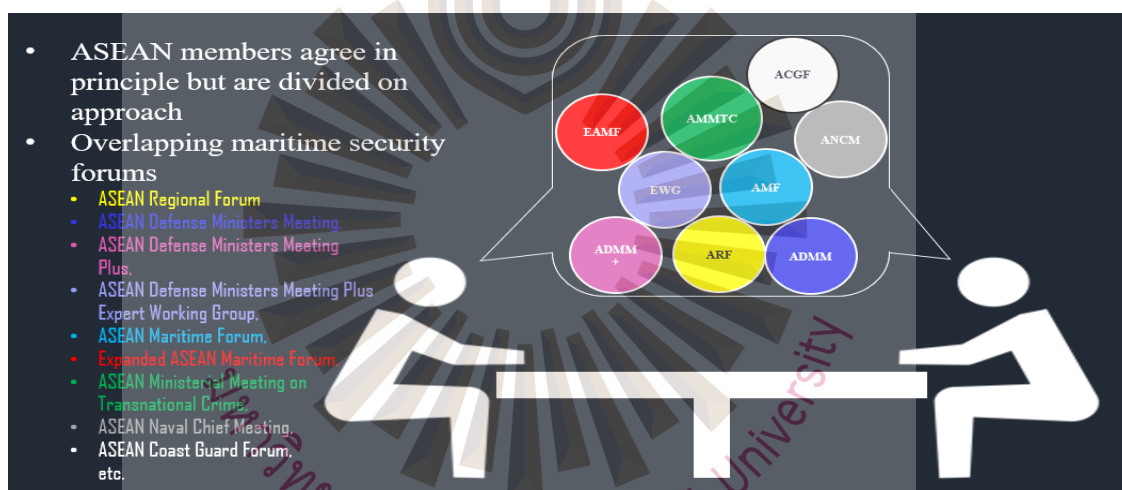 • ASEAN members agree in
principle but are divided on
approach
• Overlapping maritime security
forums
• ASEAN Regional Forum
• ASEAN Defense Ministers Meeting,
• ASEAN Defense Ministers Meeting
Plus,
• ASEAN Defense Ministers Meeting Plus
Expert Working Group,
• ASEAN Maritime Forum,
• Expanded ASEAN Maritime Forum,
• ASEAN Ministerial Meeting on
Transnational Crime,
• ASEAN Naval Chief Meeting,
• ASEAN Coast Guard Forum,
etc.
ACGF
EAMF
AMMTC
ANCM
EWG
AMF
ADMM
+
ARF
ADMM
University